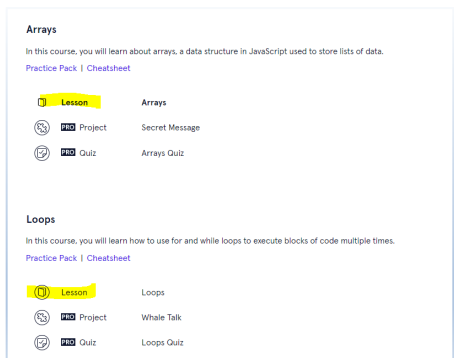 Arrays
In this course, you will learn about arrays, a data structure in JavaScript used to store lists of data.
Practice Pack | Cheatsheet
Lesson Arrays
PRO Project Secret Message
PRO Quiz Arrays Quiz
Loops
In this course, you will learn how to use for and while loops to execute blocks of code multiple times.
Practice Pack | Cheatsheet
Lesson Loops
PRO Project Whale Talk
PRO Quiz Loops Quiz